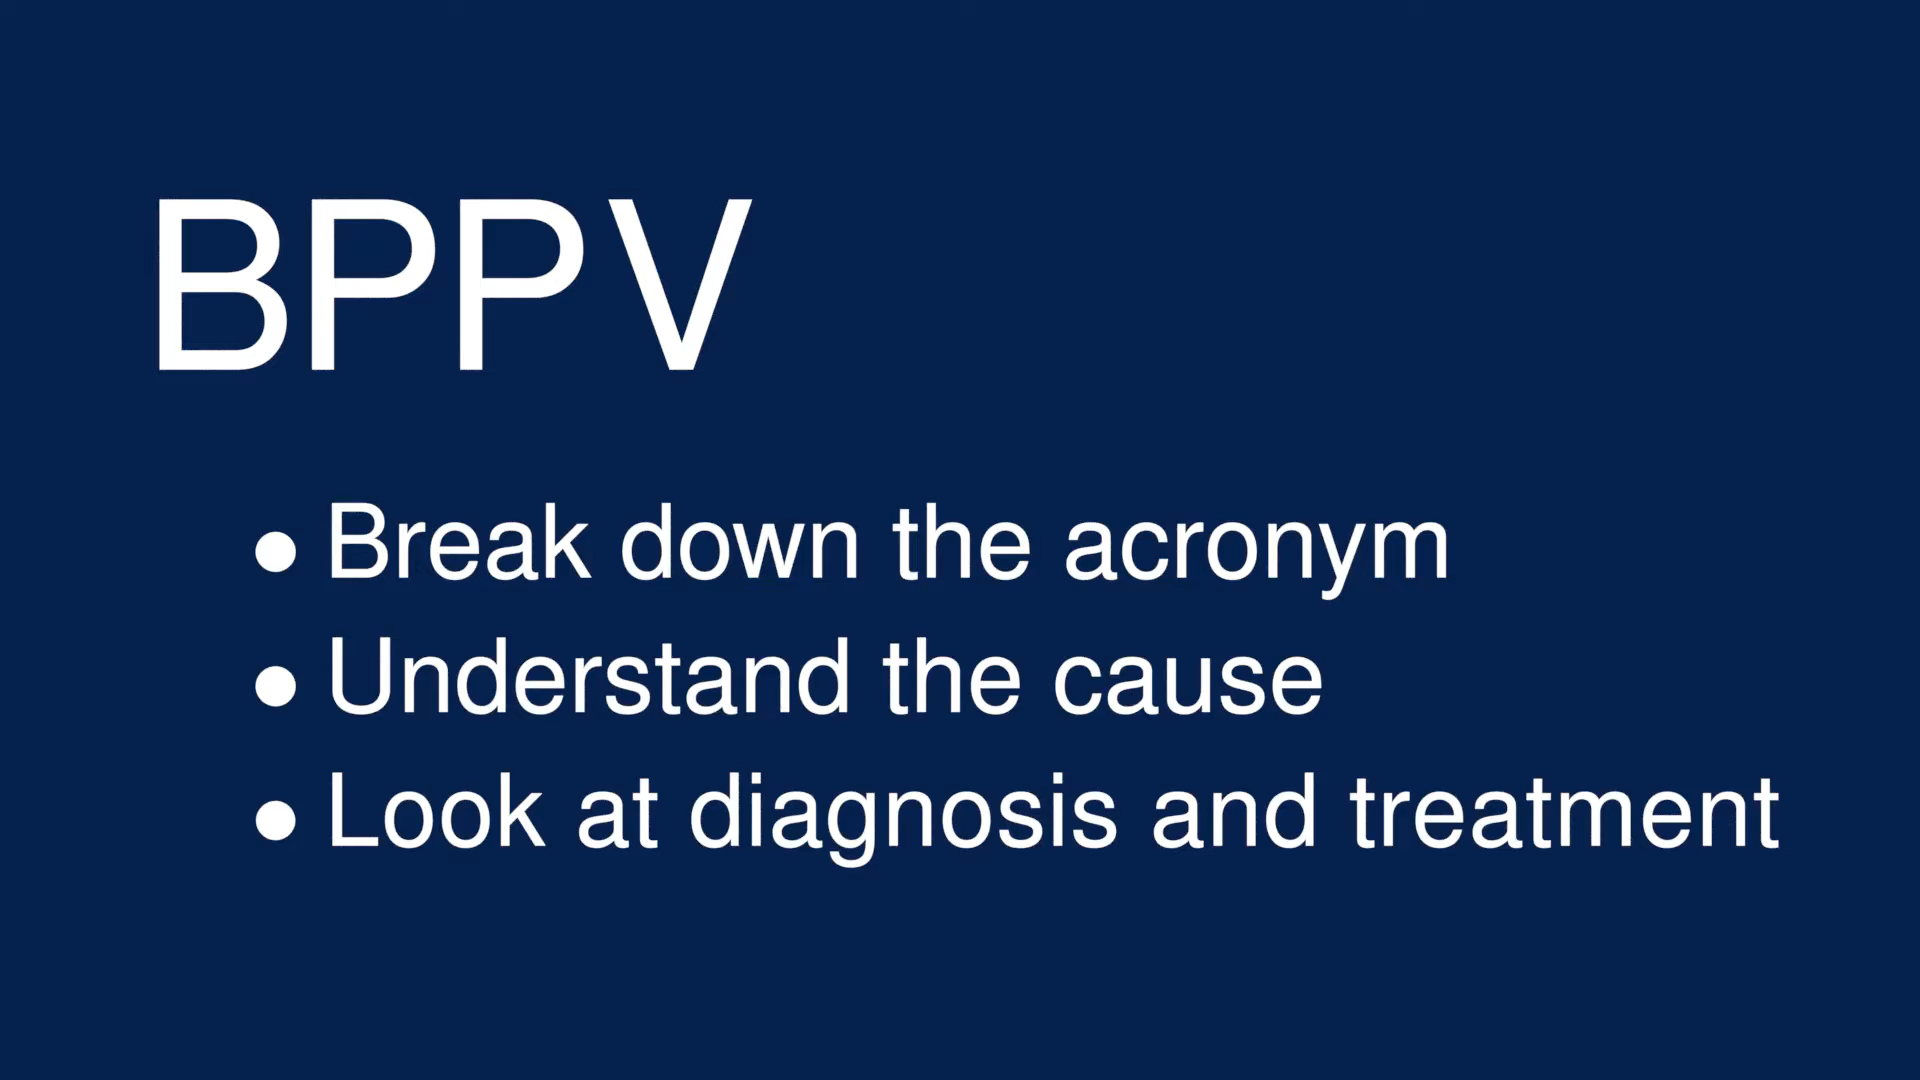 BPPV
• Break down the acronym
• Understand the cause
• Look at diagnosis and treatment